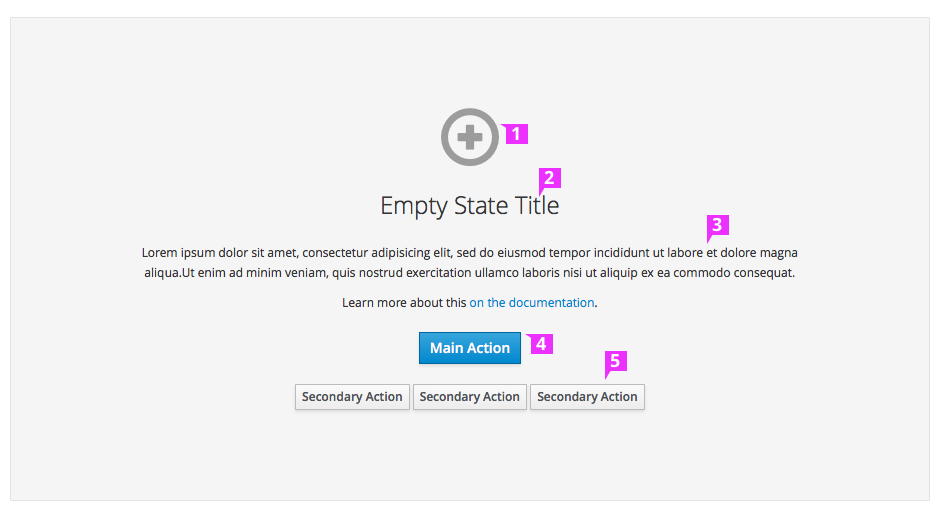 1
2
Empty State Title
3
Lorem ipsum dolor sit amet, consectetur adipisicing elit, sed do eiusmod tempor incididunt ut labore et dolore magna
aliqua.Ut enim ad minim veniam, quis nostrud exercitation ullamco laboris nisi ut aliquip ex ea commodo consequat.
Learn more about this on the documentation.
Main Action 4
5
Secondary Action Secondary Action Secondary Action